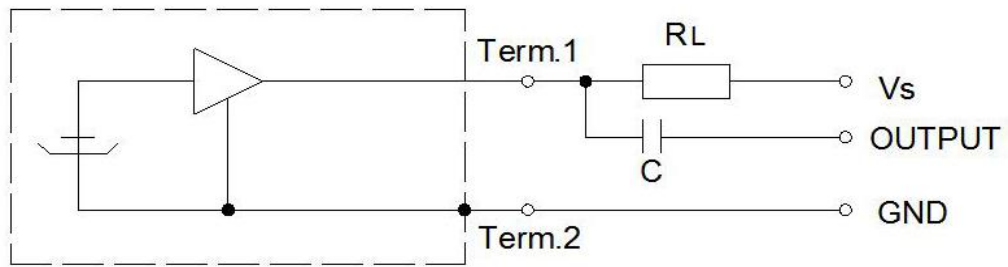 Term.1
RL
Vs
OUTPUT
C
GND
Term.2